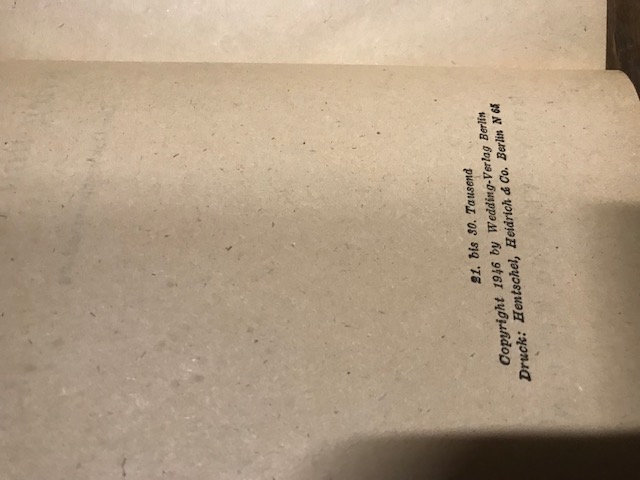 21. bis 30. Tausend
Copyright 1946 by Wedding-Verlag Berlin
Druck: Hentschel, Heidrich & Co. Berlin N 65